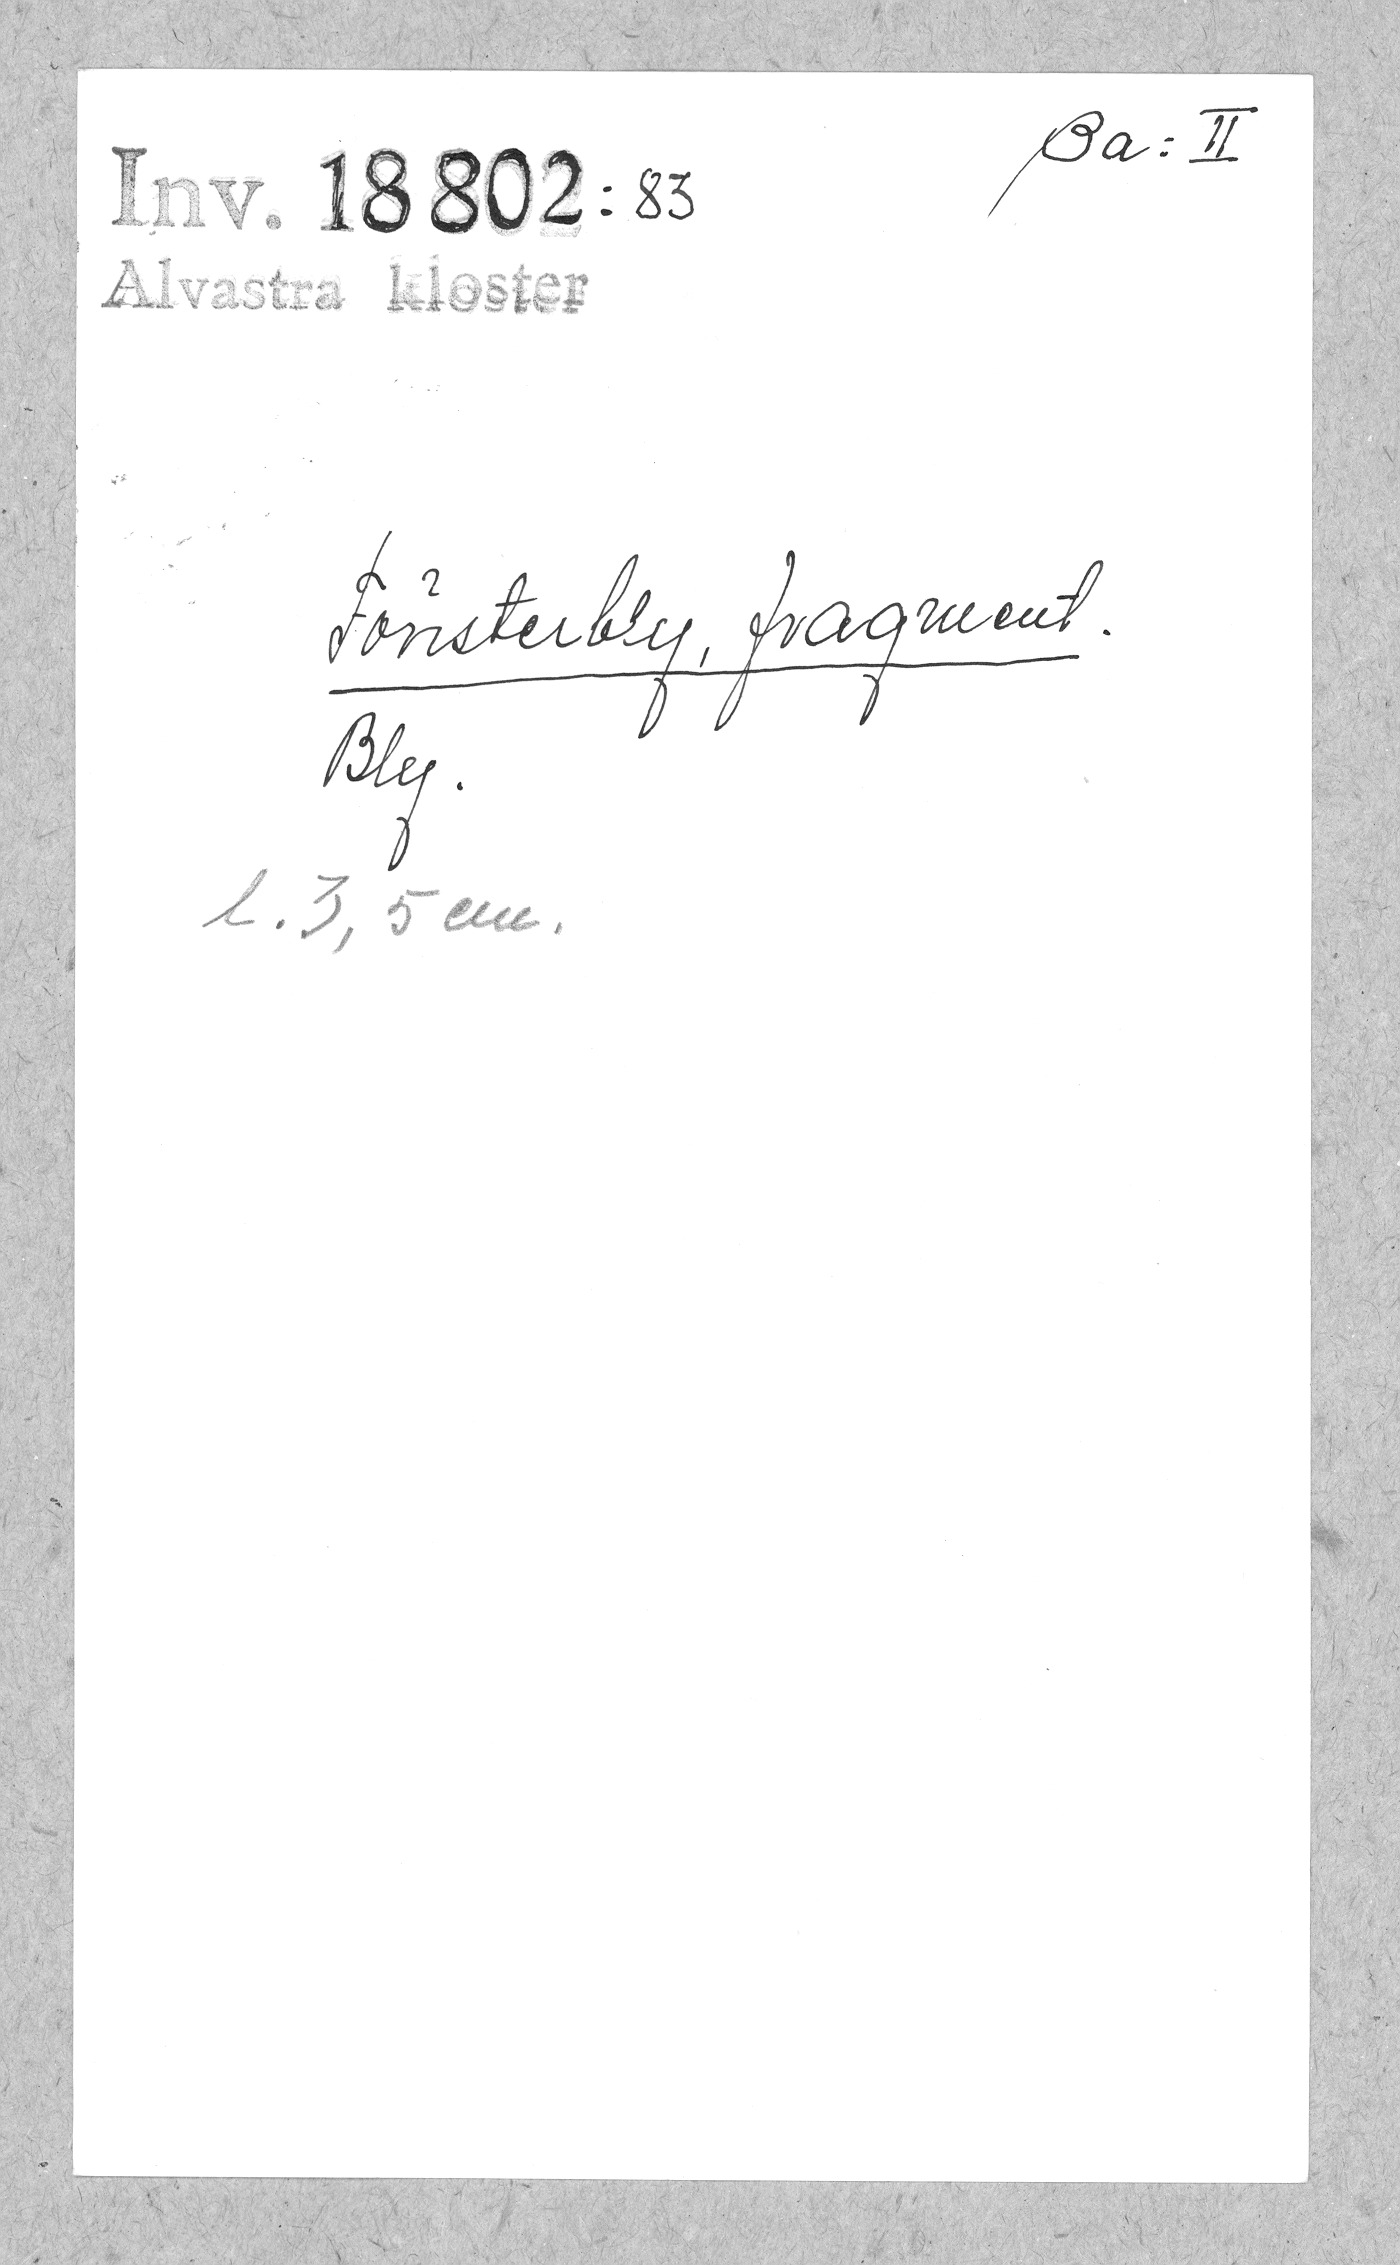 Ba: II
Inv. 18802:83
Alvastra kloster
Fönsterbly, fragment.
Bly.
l. 3,5 cm.